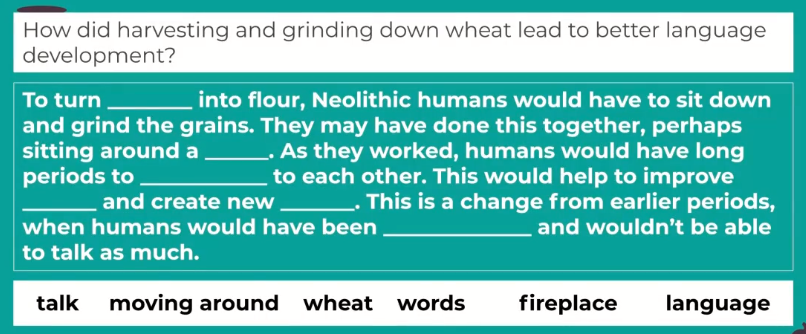 How did harvesting and grinding down wheat lead to better language
development?
To turn ________ into flour, Neolithic humans would have to sit down
and grind the grains. They may have done this together, perhaps
sitting around a ______. As they worked, humans would have long
periods to ____________ to each other. This would help to improve
_______ and create new _______. This is a change from earlier periods,
when humans would have been ______________ and wouldn’t be able
to talk as much.
talk moving around wheat words fireplace language